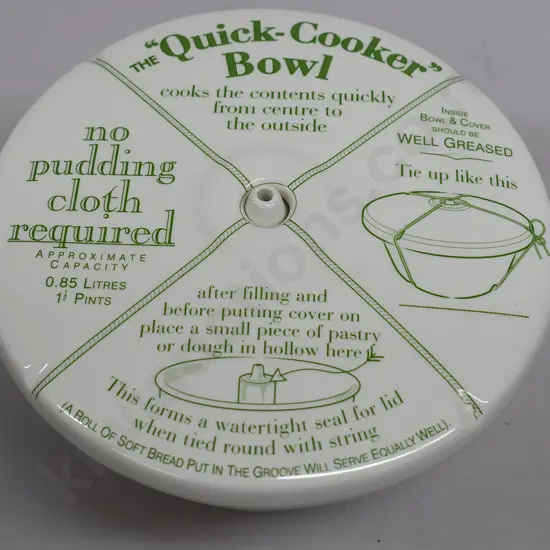 THE "Quick-Cooker"
Bowl
cooks the contents quickly
from centre to
the outside
no
pudding
cloth
required
APPROXIMATE
CAPACITY
0.85 LITRES
1½ PINTS
INSIDE
BOWL & COVER
SHOULD BE
WELL GREASED
Tie up like this
after filling and
before putting cover on
place a small piece of pastry
or dough in hollow here
This forms a watertight seal for lid
when tied round with string
(A ROLL OF SOFT BREAD PUT IN THE GROOVE WILL SERVE EQUALLY WELL).